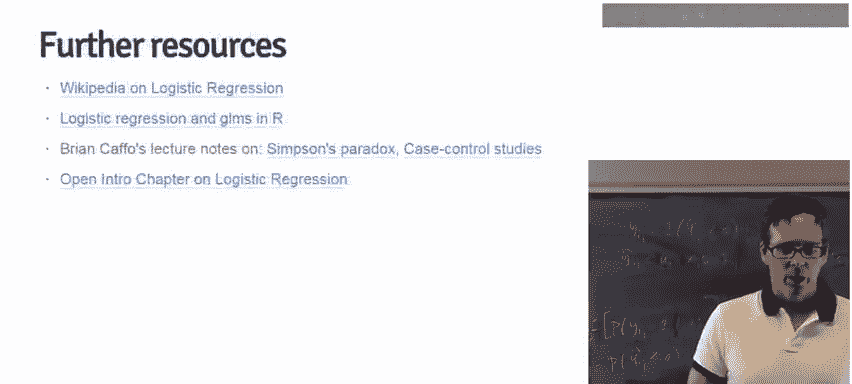 Further resources
Wikipedia on Logistic Regression
Logistic regression and glms in R
Brian Caffo's lecture notes on: Simpson's paradox, Case-control studies
Open Intro Chapter on Logistic Regression